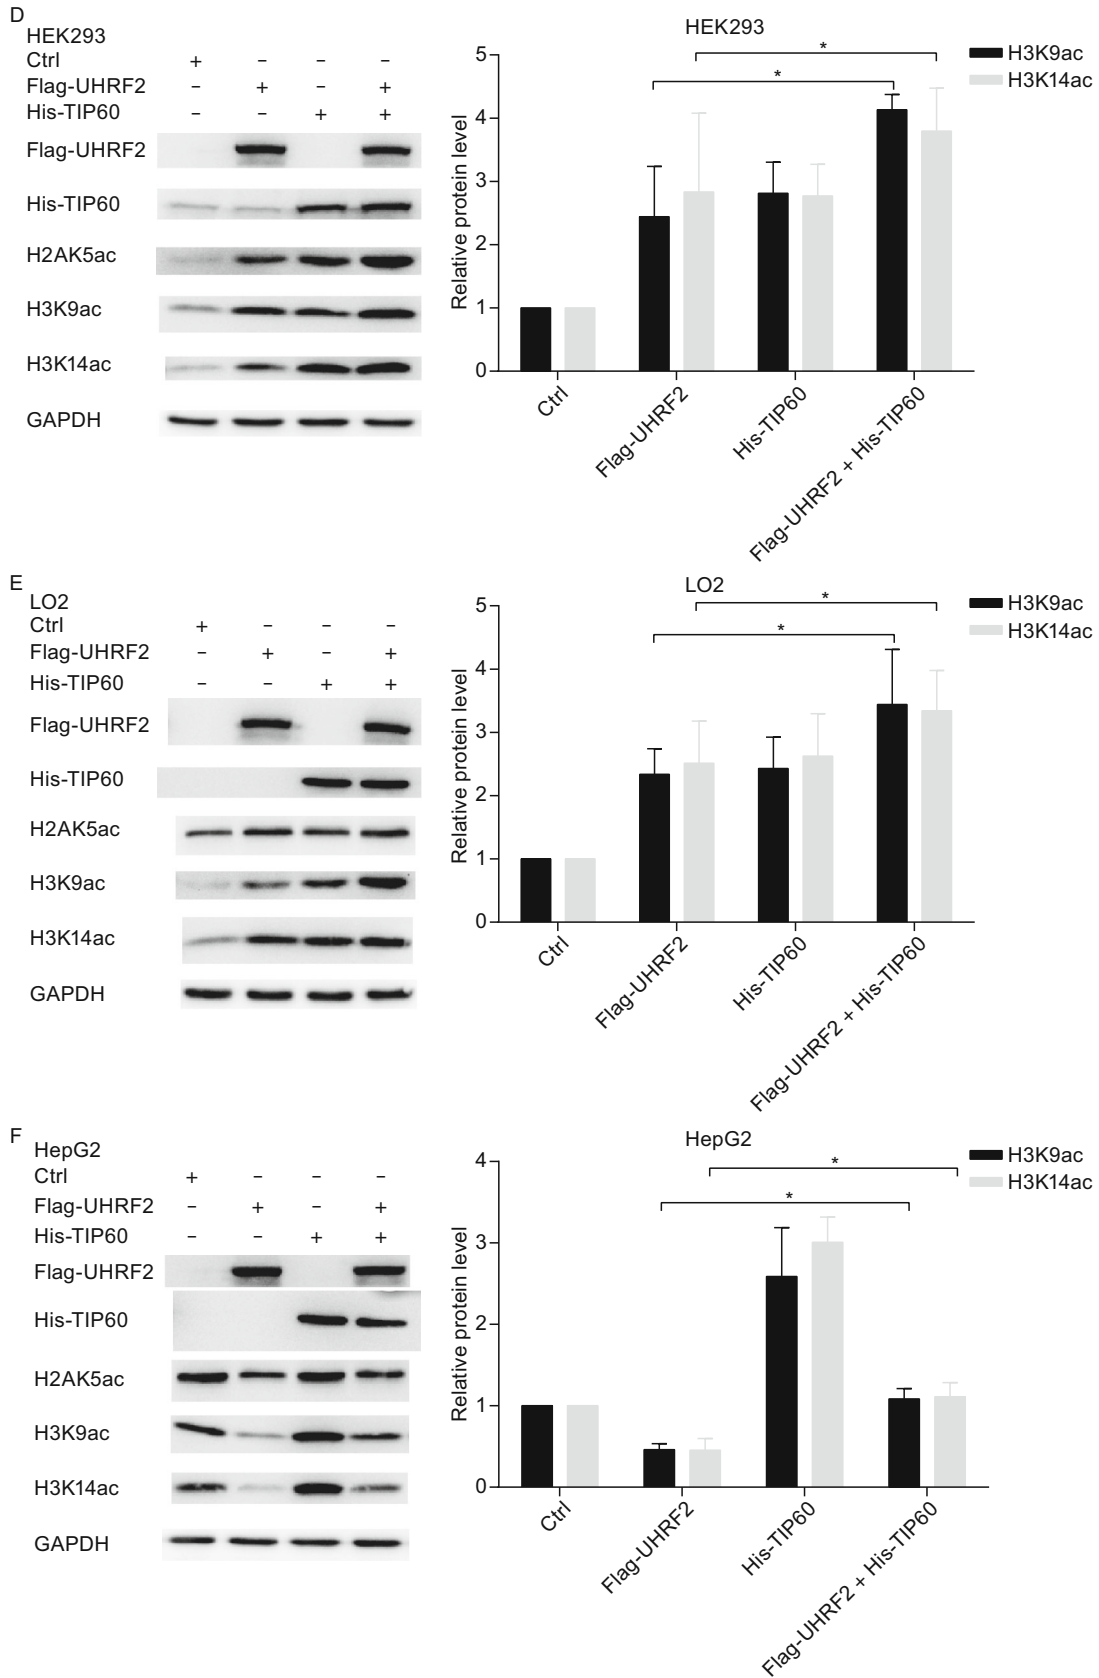 D
HEK293
Ctrl + – – –
Flag-UHRF2 – + – +
His-TIP60 – – + +
Flag-UHRF2
His-TIP60
H2AK5ac
H3K9ac
H3K14ac
GAPDH
HEK293
* 
*
H3K9ac
H3K14ac
Relative protein level
5
4
3
2
1
0
Ctrl
Flag-UHRF2
His-TIP60
Flag-UHRF2 + His-TIP60
E
LO2
Ctrl + – – –
Flag-UHRF2 – + – +
His-TIP60 – – + +
Flag-UHRF2
His-TIP60
H2AK5ac
H3K9ac
H3K14ac
GAPDH
LO2
*
*
H3K9ac
H3K14ac
Relative protein level
5
4
3
2
1
0
Ctrl
Flag-UHRF2
His-TIP60
Flag-UHRF2 + His-TIP60
F
HepG2
Ctrl + – – –
Flag-UHRF2 – + – +
His-TIP60 – – + +
Flag-UHRF2
His-TIP60
H2AK5ac
H3K9ac
H3K14ac
GAPDH
HepG2
*
*
H3K9ac
H3K14ac
Relative protein level
4
3
2
1
0
Ctrl
Flag-UHRF2
His-TIP60
Flag-UHRF2 + His-TIP60